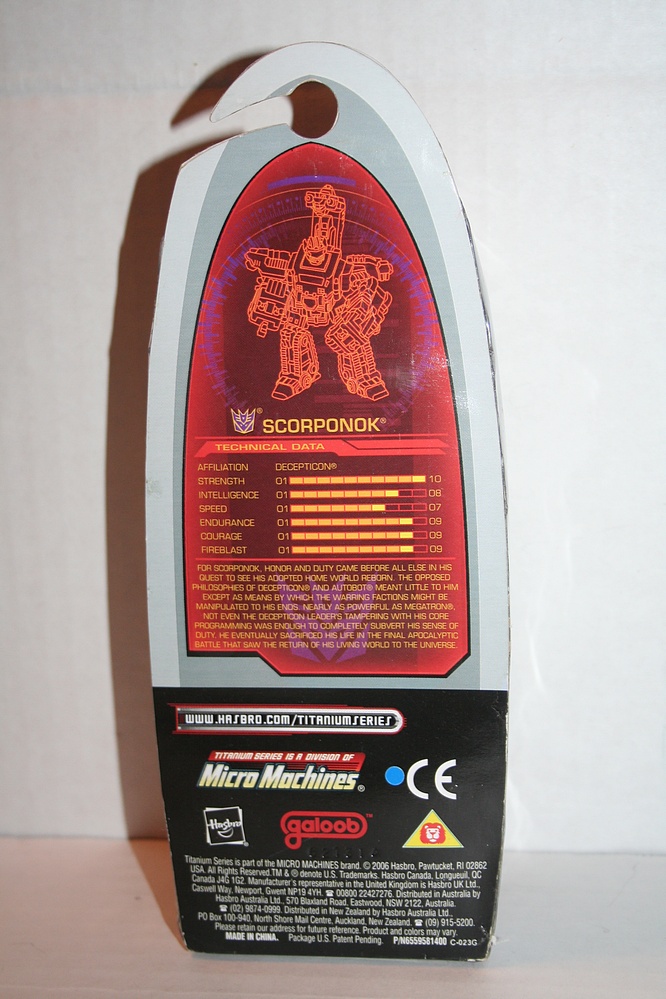 SCORPONOK®
TECHNICAL DATA
AFFILIATION DECEPTICON®
STRENGTH 01 10
INTELLIGENCE 01 08
SPEED 01 07
ENDURANCE 01 09
COURAGE 01 09
FIREBLAST 01 09
FOR SCORPONOK, HONOR AND DUTY CAME BEFORE ALL ELSE IN HIS
QUEST TO SEE HIS ADOPTED HOME WORLD REBORN. THE OPPOSED
PHILOSOPHIES OF DECEPTICON® AND AUTOBOT® MEANT LITTLE TO HIM
EXCEPT AS MEANS BY WHICH THE WARRING FACTIONS MIGHT BE
MANIPULATED TO HIS ENDS. NEARLY AS POWERFUL AS MEGATRON®,
NOT EVEN THE DECEPTICON LEADER'S TAMPERING WITH HIS CORE
PROGRAMMING WAS ENOUGH TO COMPLETELY SUBVERT HIS SENSE OF
DUTY. HE EVENTUALLY SACRIFICED HIS LIFE IN THE FINAL APOCALYPTIC
BATTLE THAT SAW THE RETURN OF HIS LIVING WORLD TO THE UNIVERSE.
WWW.HASBRO.COM/TITANIUMSERIES
TITANIUM SERIES IS A DIVISION OF
Micro Machines®
CE
Hasbro
galoob™
Titanium Series is part of the MICRO MACHINES brand. © 2006 Hasbro, Pawtucket, RI 02862
USA. All Rights Reserved.TM & ® denote U.S. Trademarks. Hasbro Canada, Longueuil, QC
Canada J4G 1G2. Manufacturer's representative in the United Kingdom is Hasbro UK Ltd.,
Caswell Way, Newport, Gwent NP19 4YH. ☎ 00800 22427276. Distributed in Australia by
Hasbro Australia Ltd., 570 Blaxland Road, Eastwood, NSW 2122, Australia.
☎ (02) 9874-0999. Distributed in New Zealand by Hasbro Australia Ltd.,
PO Box 100-940, North Shore Mail Centre, Auckland, New Zealand. ☎ (09) 915-5200.
Please retain our address for future reference. Product and colors may vary.
MADE IN CHINA. Package U.S. Patent Pending. P/N6559581400 C-023G